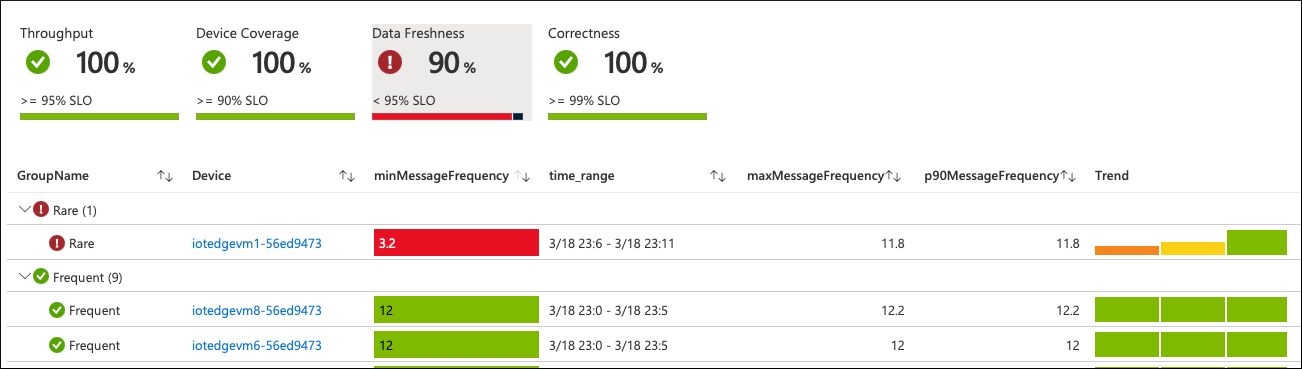 Throughput Device Coverage Data Freshness Correctness
100 % 100 % 90 % 100 %
>= 95% SLO >= 90% SLO < 95% SLO >= 99% SLO
GroupName Device minMessageFrequency time_range maxMessageFrequency p90MessageFrequency Trend
Rare (1)
Rare iotedgevm1-56ed9473 3.2 3/18 23:6 - 3/18 23:11 11.8 11.8
Frequent (9)
Frequent iotedgevm8-56ed9473 12 3/18 23:0 - 3/18 23:5 12.2 12.2
Frequent iotedgevm6-56ed9473 12 3/18 23:0 - 3/18 23:5 12 12